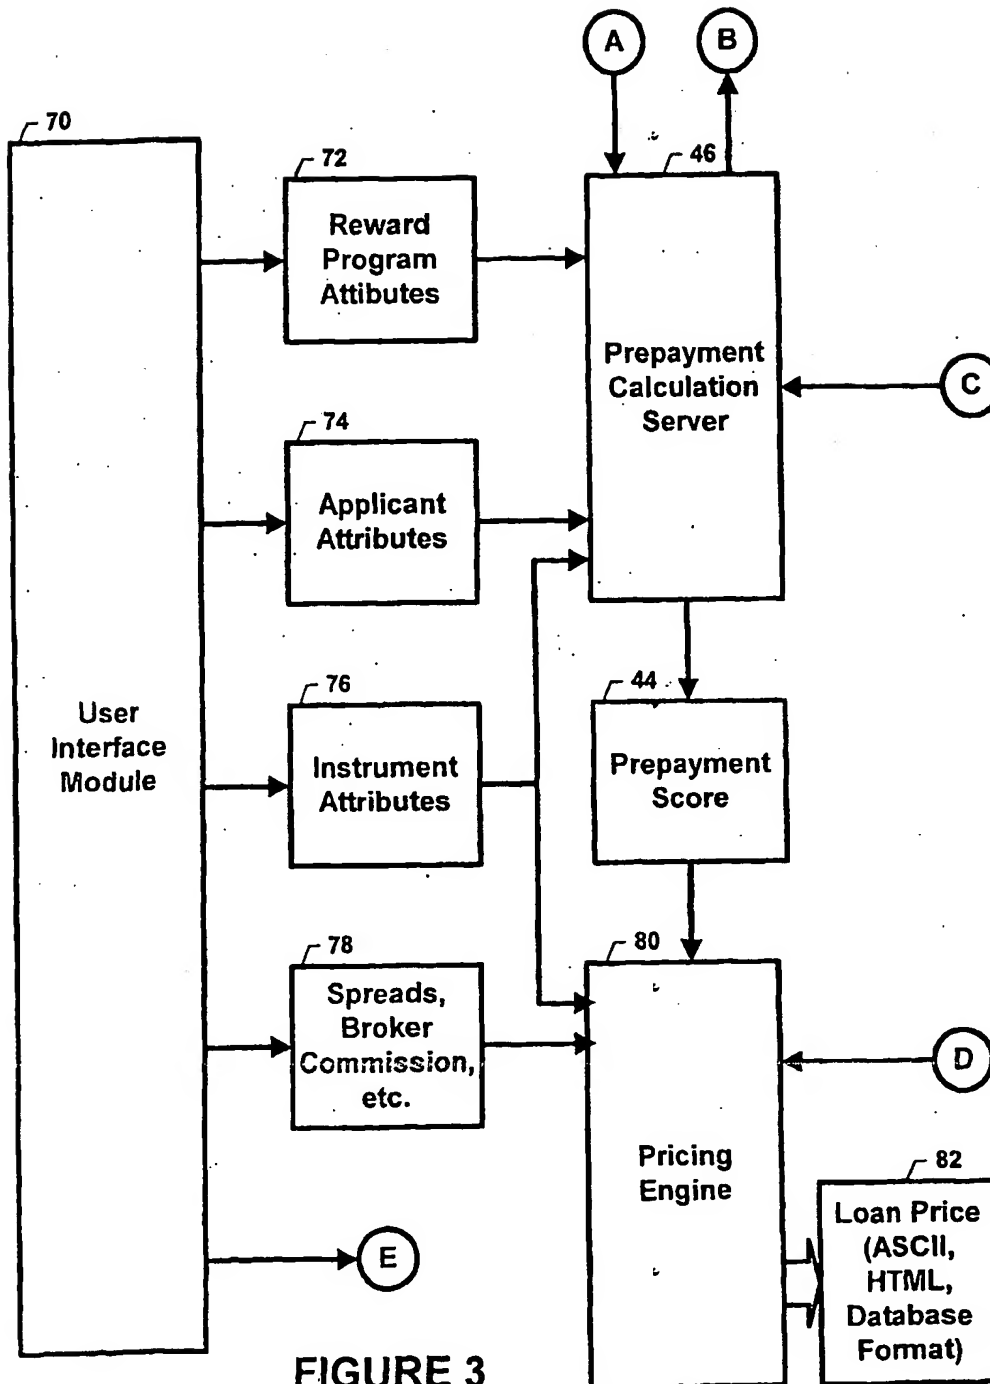 A
B
70
72
46
Reward
Program
Attibutes
Prepayment
Calculation
Server
C
74
Applicant
Attributes
76
44
User
Interface
Module
Instrument
Attributes
Prepayment
Score
78
80
Spreads,
Broker
Commission,
etc.
D
Pricing
Engine
82
Loan Price
(ASCII,
HTML,
Database
Format)
E
FIGURE 3